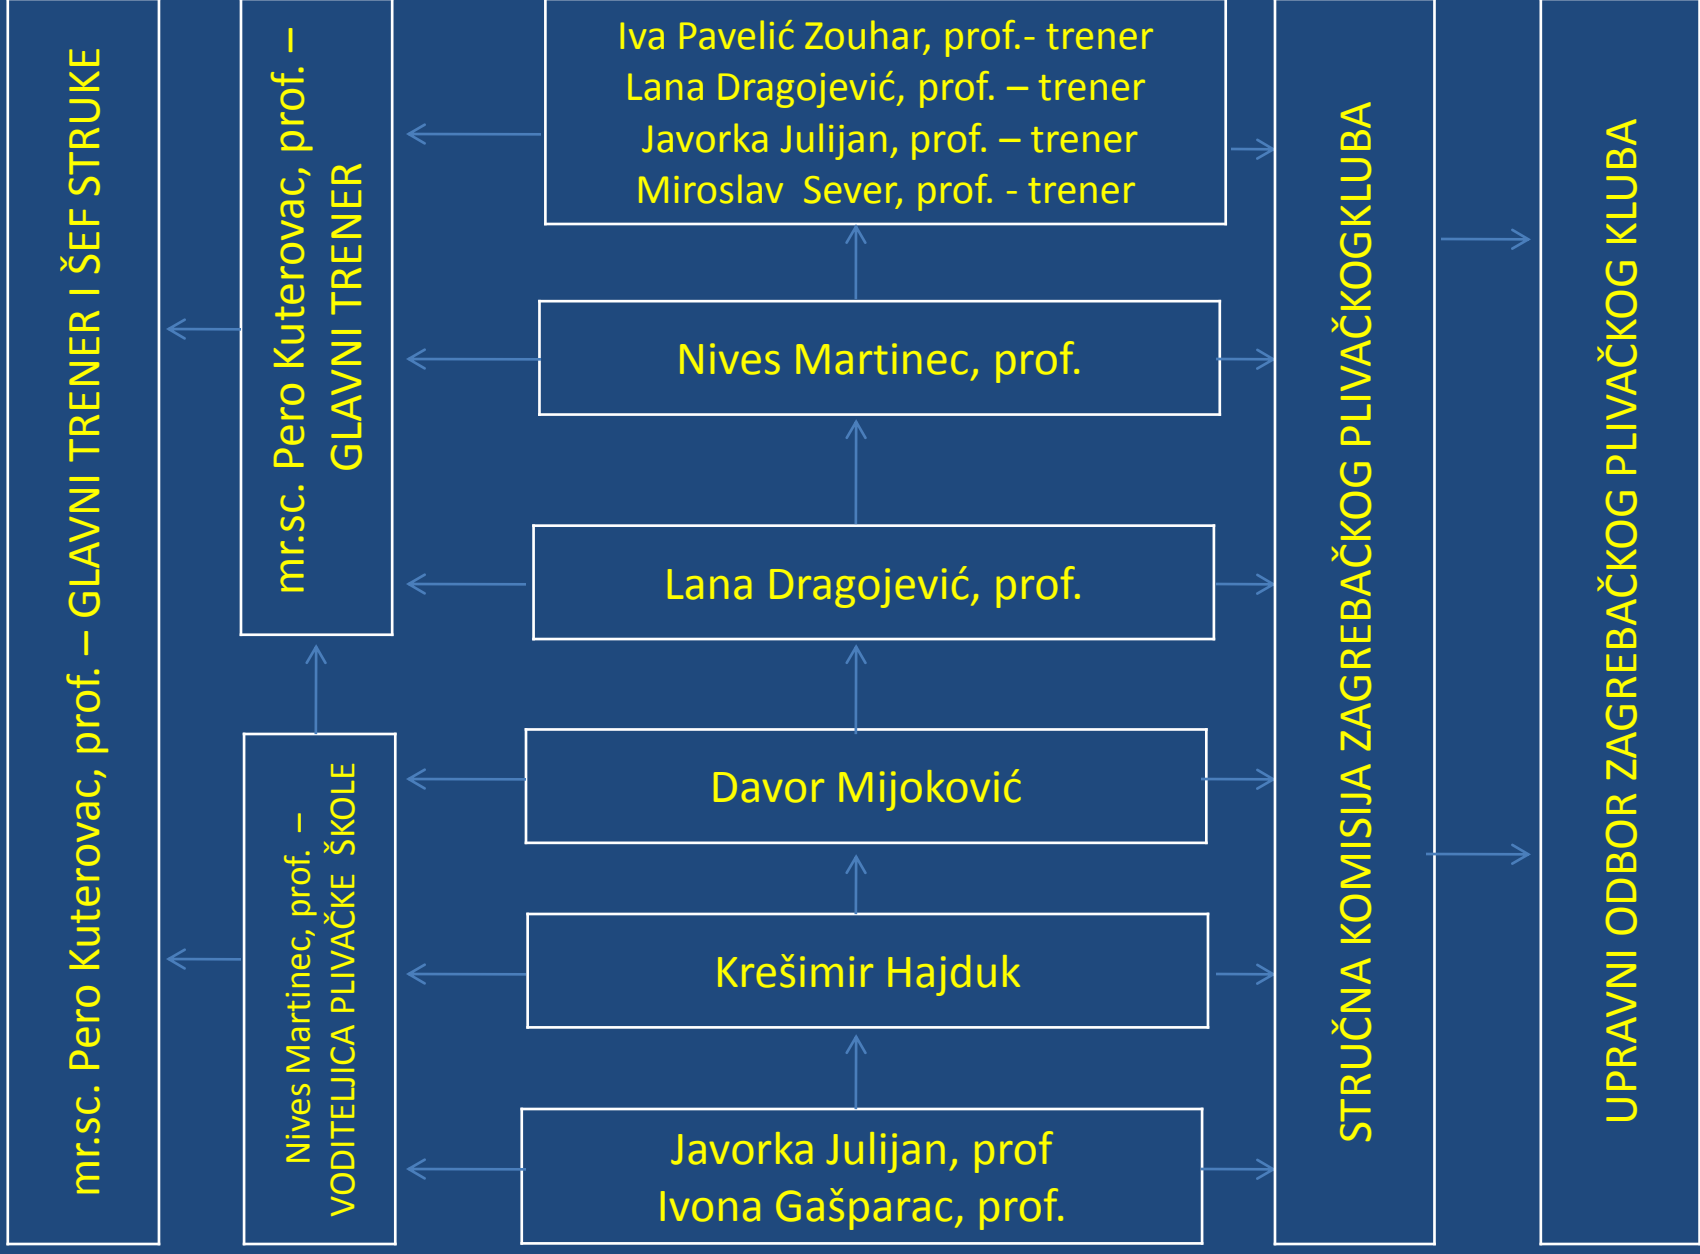 mr.sc. Pero Kuterovac, prof. – GLAVNI TRENER I ŠEF STRUKE
mr.sc. Pero Kuterovac, prof. –
GLAVNI TRENER
Nives Martinec, prof. –
VODITELJICA PLIVAČKE ŠKOLE
Iva Pavelić Zouhar, prof.- trener
Lana Dragojević, prof. – trener
Javorka Julijan, prof. – trener
Miroslav Sever, prof. - trener
Nives Martinec, prof.
Lana Dragojević, prof.
Davor Mijoković
Krešimir Hajduk
Javorka Julijan, prof
Ivona Gašparac, prof.
STRUČNA KOMISIJA ZAGREBAČKOG PLIVAČKOGKLUBA
UPRAVNI ODBOR ZAGREBAČKOG PLIVAČKOG KLUBA